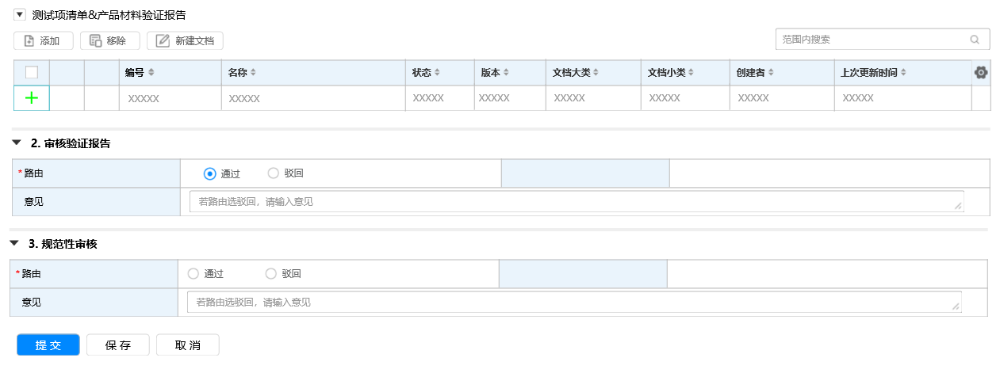 测试项清单&产品材料验证报告
添加 移除 新建文档 范围内搜索
编号 名称 状态 版本 文档大类 文档小类 创建者 上次更新时间
XXXXX XXXXX XXXXX XXXXX XXXXX XXXXX XXXXX XXXXX
2. 审核验证报告
*路由 通过 驳回
意见 若路由选驳回，请输入意见
3. 规范性审核
*路由 通过 驳回
意见 若路由选驳回，请输入意见
提交 保存 取消